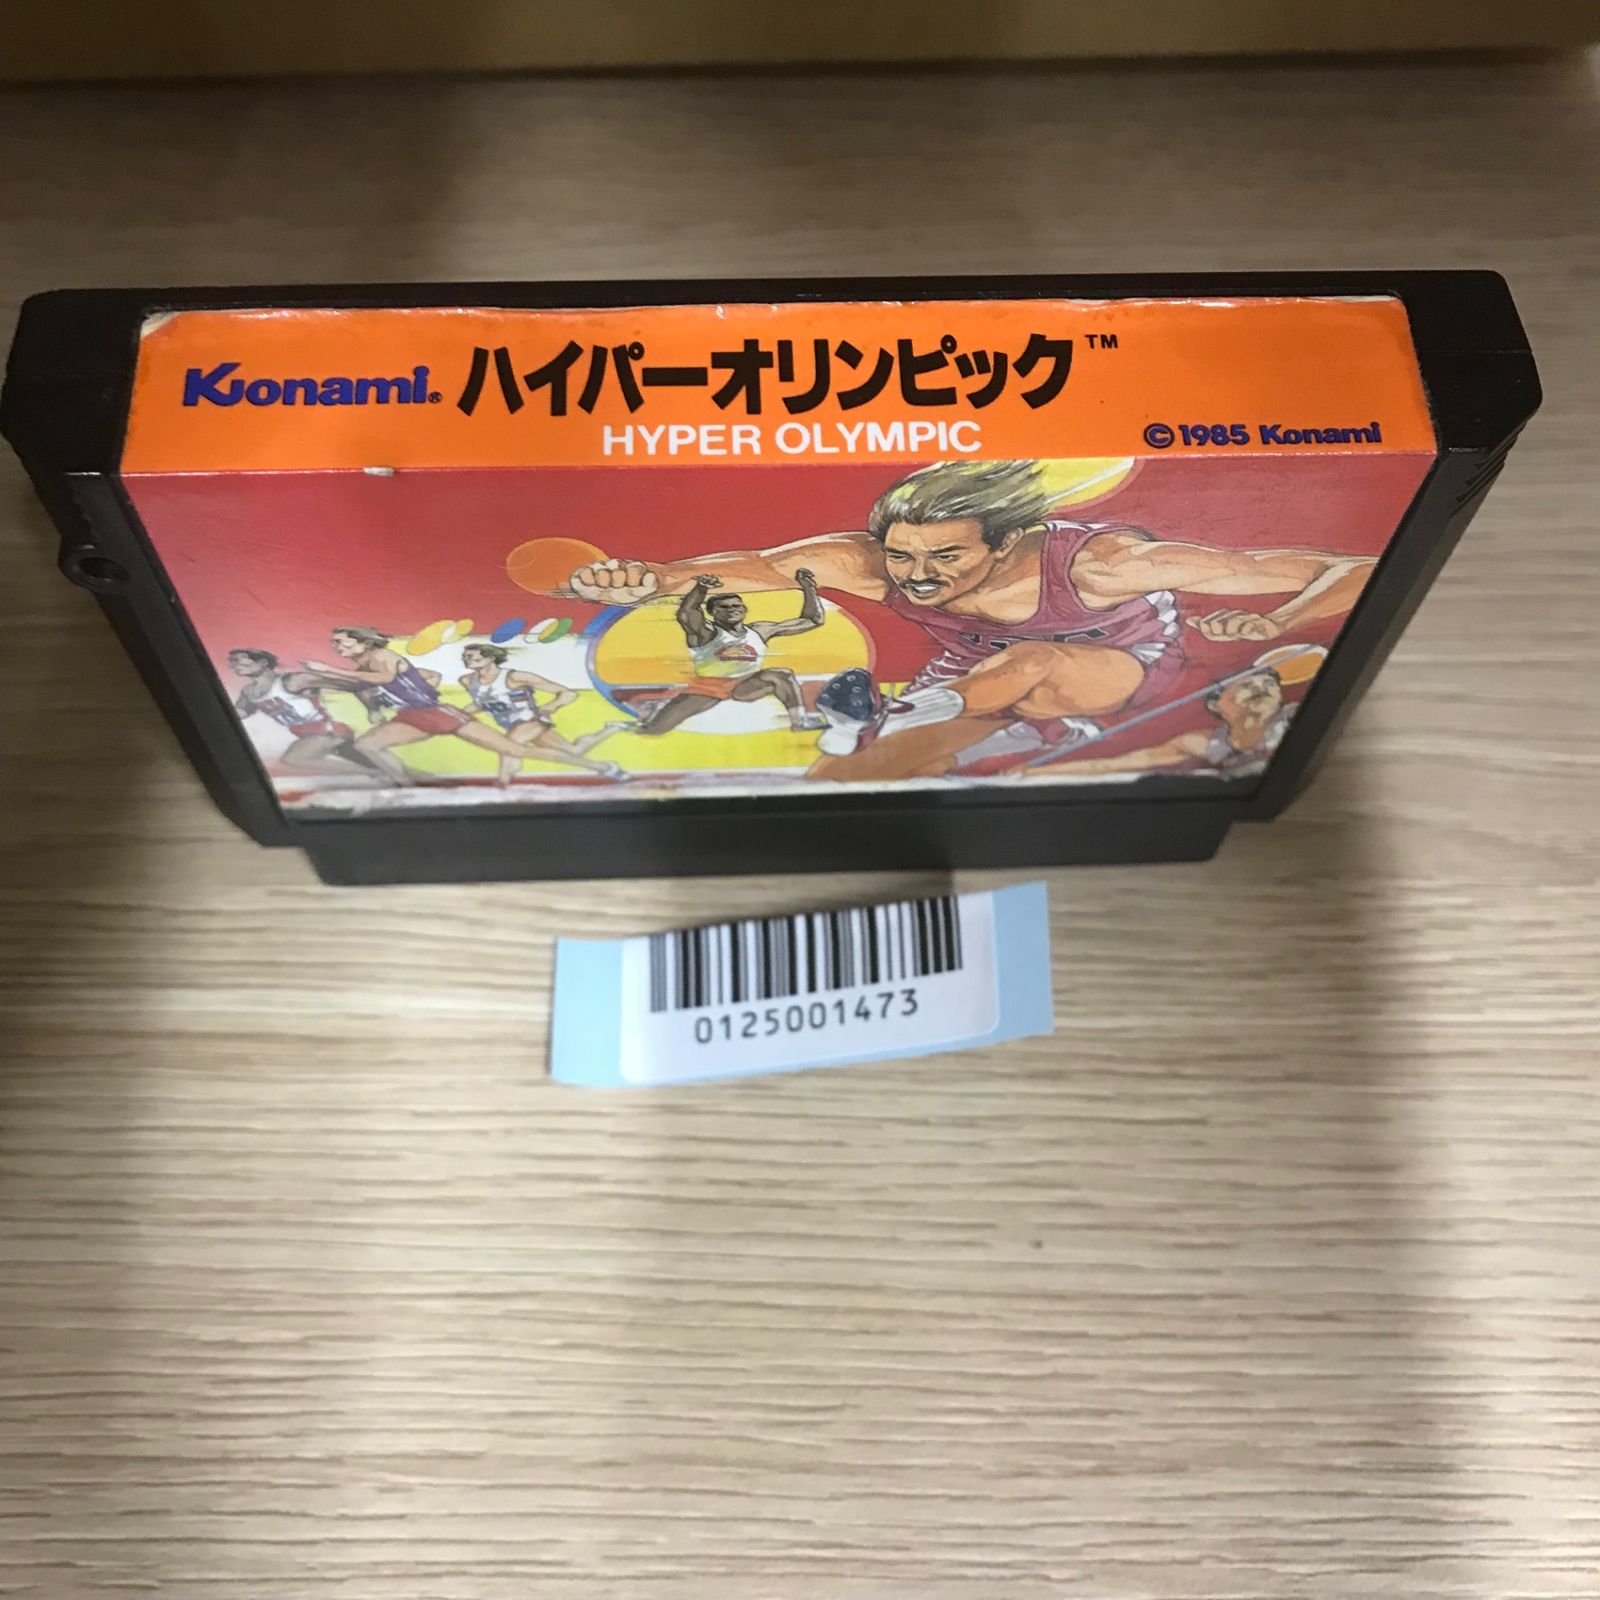 Konami® ハイパーオリンピック™
HYPER OLYMPIC
©1985 Konami
0125001473